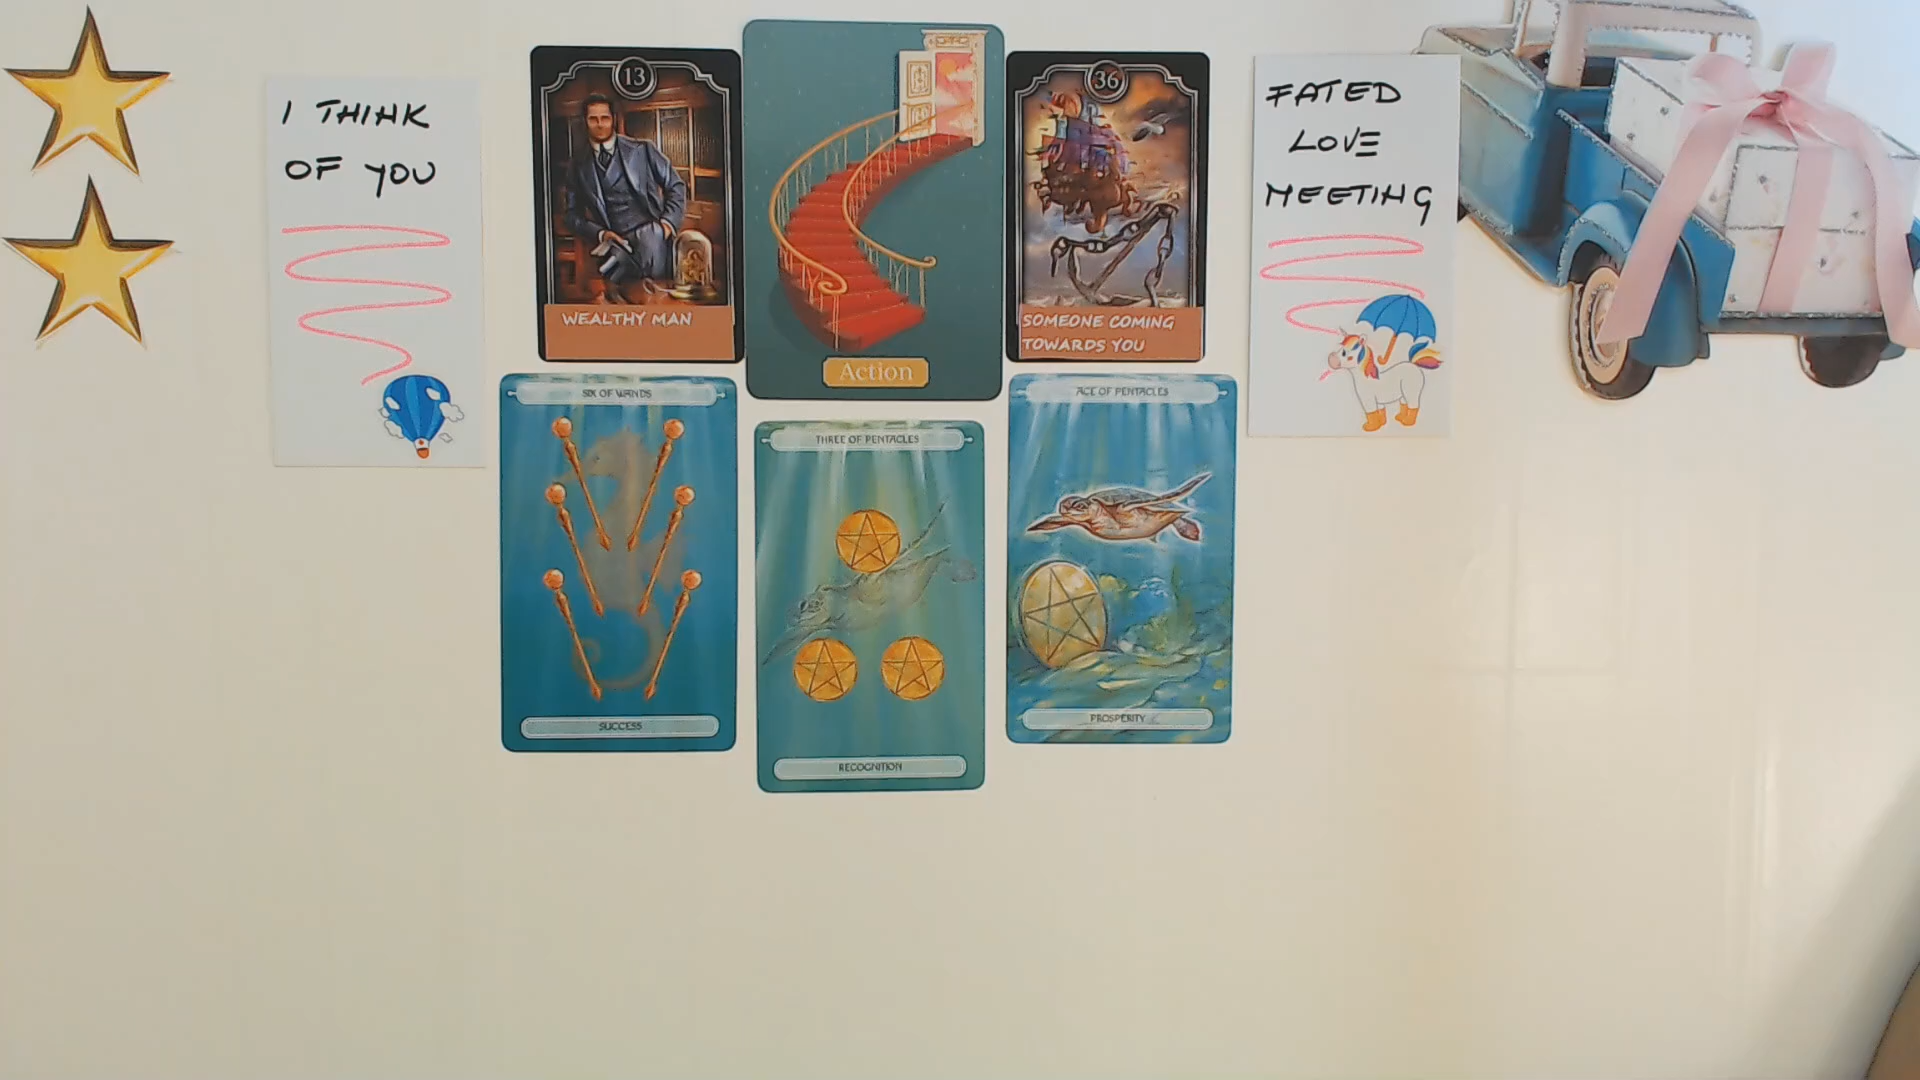 I THINK
OF YOU
13
WEALTHY MAN
Action
36
SOMEONE COMING
TOWARDS YOU
FATED
LOVE
MEETING
SIX OF WANDS
SUCCESS
THREE OF PENTACLES
RECOGNITION
ACE OF PENTACLES
PROSPERITY